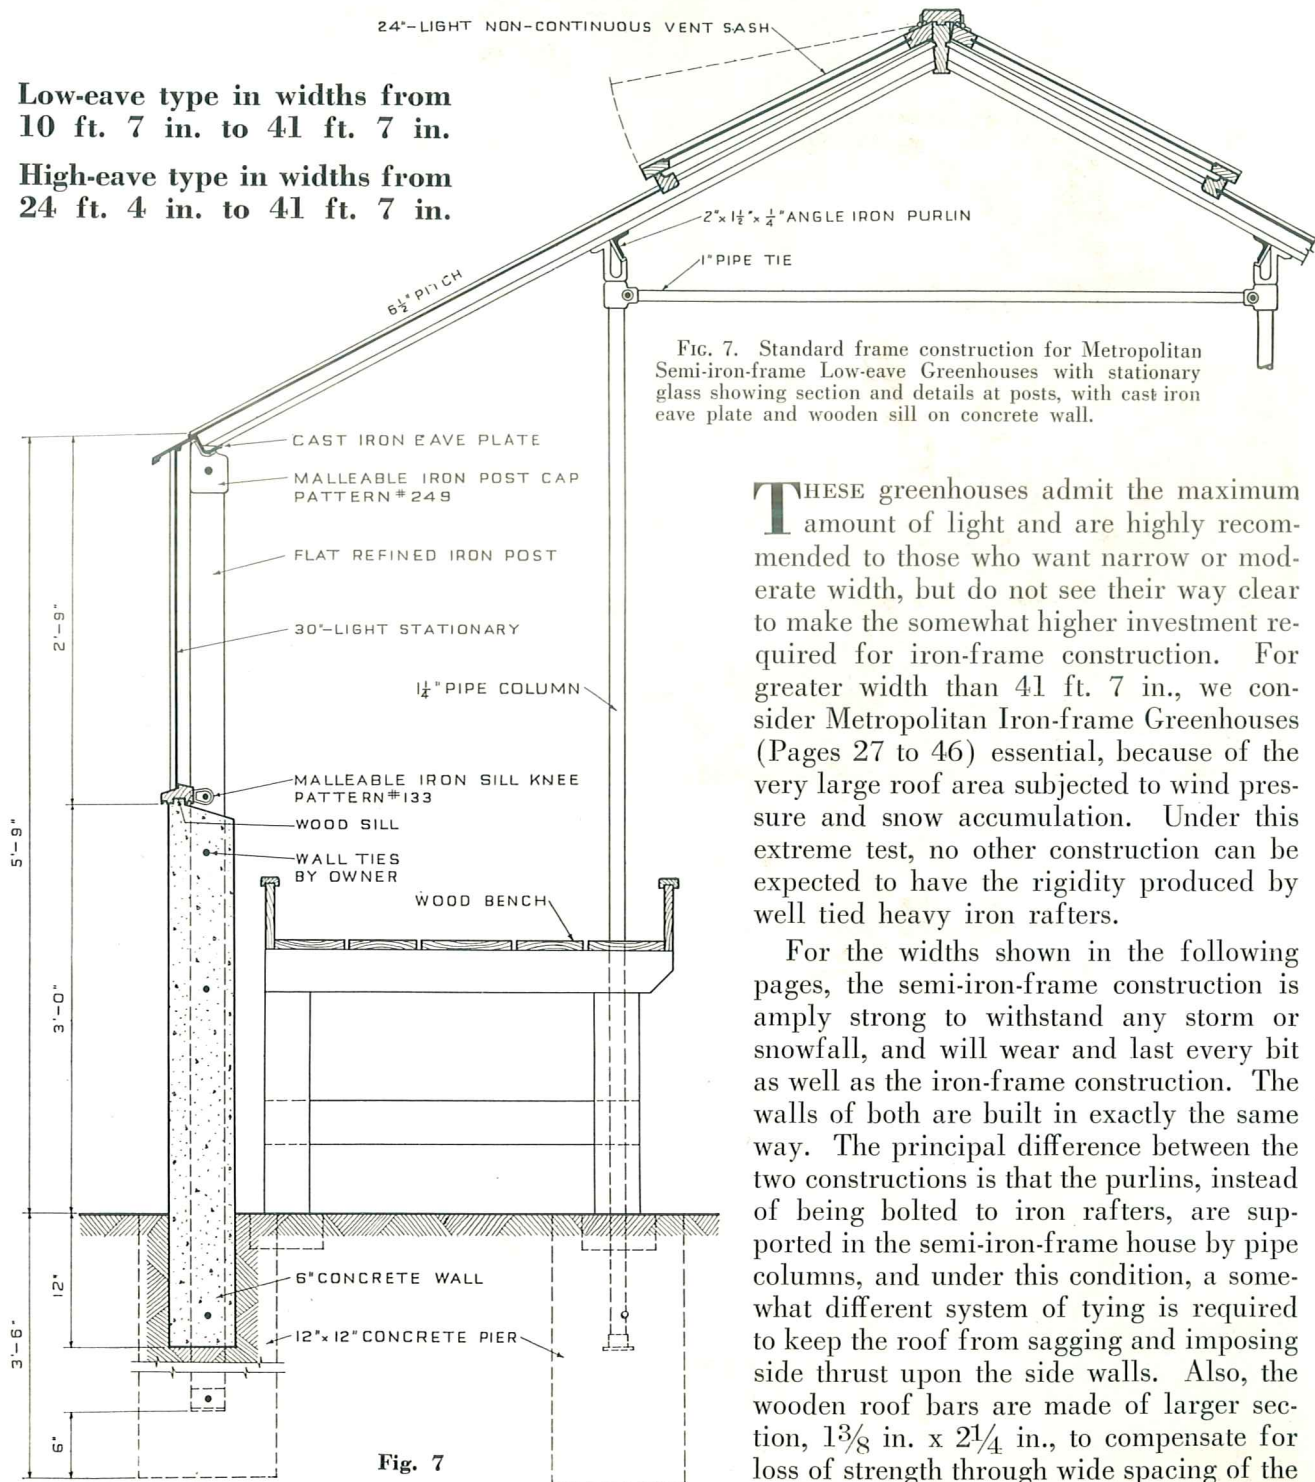 24"-LIGHT NON-CONTINUOUS VENT SASH
Low-eave type in widths from
10 ft. 7 in. to 41 ft. 7 in.
High-eave type in widths from
24 ft. 4 in. to 41 ft. 7 in.
2"x 1½"x ¼" ANGLE IRON PURLIN
1" PIPE TIE
6½" PITCH
FIG. 7. Standard frame construction for Metropolitan
Semi-iron-frame Low-eave Greenhouses with stationary
glass showing section and details at posts, with cast iron
eave plate and wooden sill on concrete wall.
CAST IRON EAVE PLATE
MALLEABLE IRON POST CAP
PATTERN #249
FLAT REFINED IRON POST
30"-LIGHT STATIONARY
1¼" PIPE COLUMN
MALLEABLE IRON SILL KNEE
PATTERN #133
WOOD SILL
WALL TIES
BY OWNER
WOOD BENCH
6" CONCRETE WALL
12"x 12" CONCRETE PIER
2'-9"
5'-9"
3'-0"
12"
3'-6"
6"
Fig. 7
THESE greenhouses admit the maximum
amount of light and are highly recom-
mended to those who want narrow or mod-
erate width, but do not see their way clear
to make the somewhat higher investment re-
quired for iron-frame construction. For
greater width than 41 ft. 7 in., we con-
sider Metropolitan Iron-frame Greenhouses
(Pages 27 to 46) essential, because of the
very large roof area subjected to wind pres-
sure and snow accumulation. Under this
extreme test, no other construction can be
expected to have the rigidity produced by
well tied heavy iron rafters.
For the widths shown in the following
pages, the semi-iron-frame construction is
amply strong to withstand any storm or
snowfall, and will wear and last every bit
as well as the iron-frame construction. The
walls of both are built in exactly the same
way. The principal difference between the
two constructions is that the purlins, instead
of being bolted to iron rafters, are sup-
ported in the semi-iron-frame house by pipe
columns, and under this condition, a some-
what different system of tying is required
to keep the roof from sagging and imposing
side thrust upon the side walls. Also, the
wooden roof bars are made of larger sec-
tion, 1⅜ in. x 2¼ in., to compensate for
loss of strength through wide spacing of the